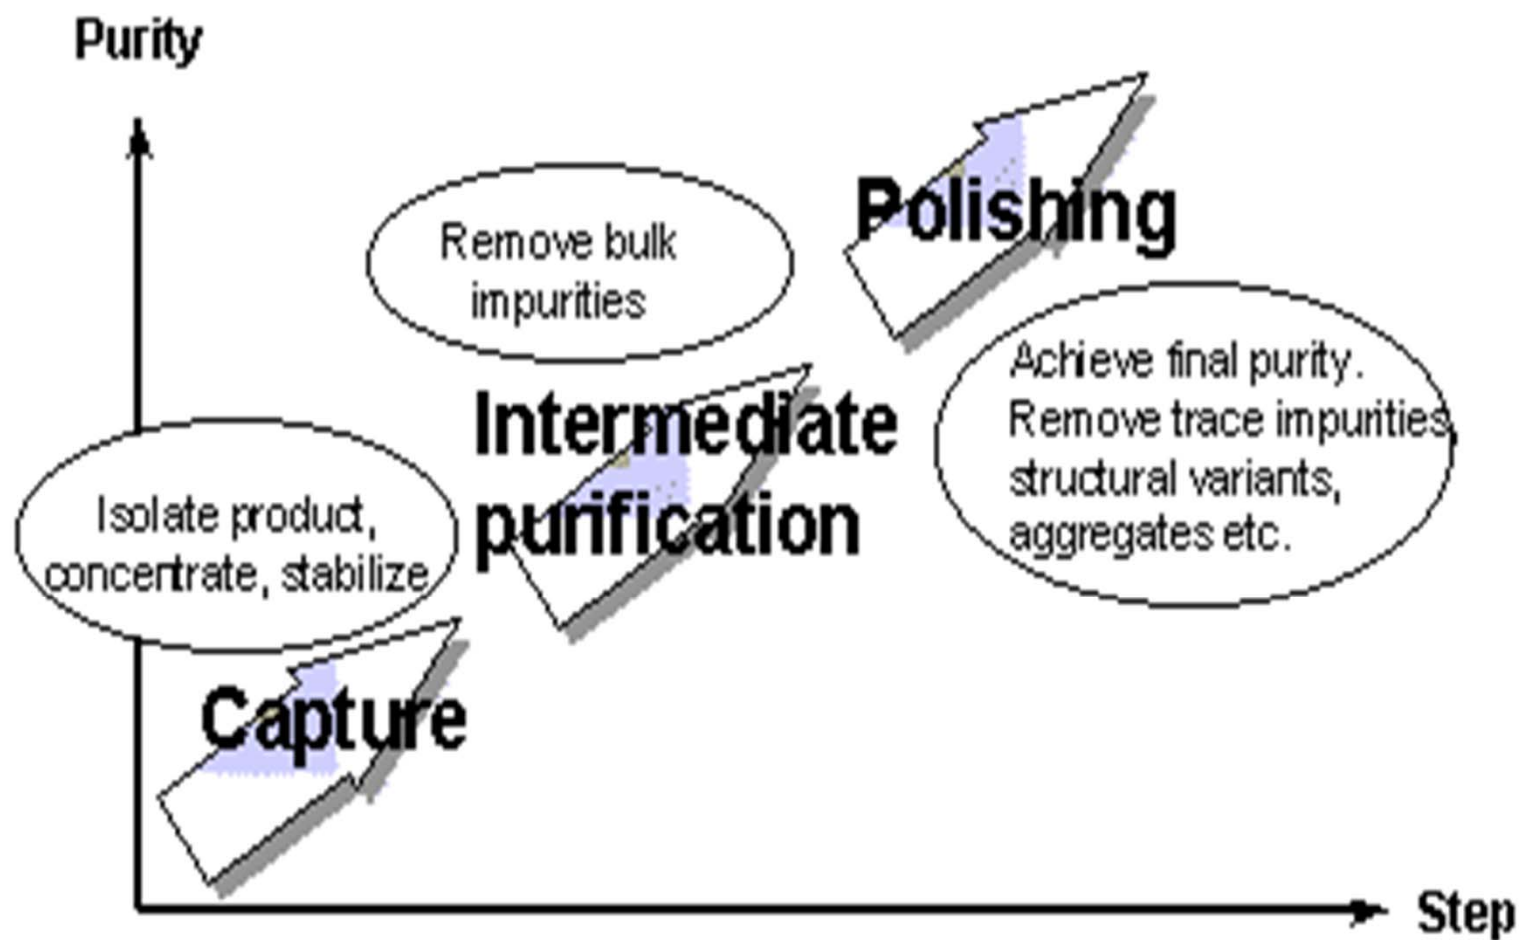 Purity
Polishing
Remove bulk
impurities
Achieve final purity.
Remove trace impurities,
structural variants,
aggregates etc.
Intermediate
purification
Isolate product,
concentrate, stabilize
Capture
Step